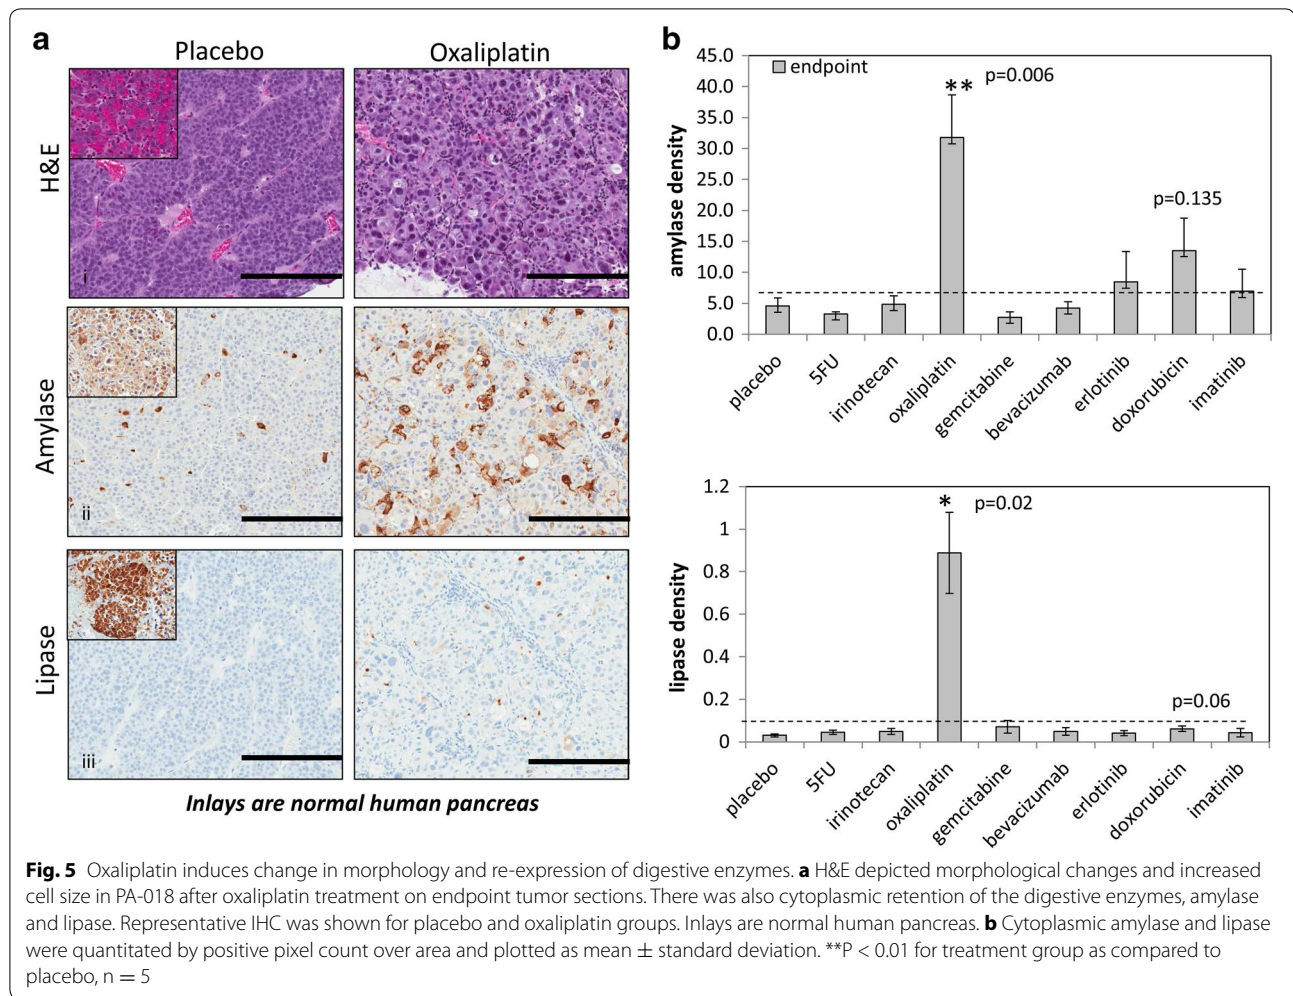 a
Placebo
Oxaliplatin
H&E
i
Amylase
ii
Lipase
iii
Inlays are normal human pancreas
b
45.0
40.0
35.0
30.0
25.0
20.0
15.0
10.0
5.0
0.0
amylase density
endpoint
**
p=0.006
p=0.135
placebo
5FU
irinotecan
oxaliplatin
gemcitabine
bevacizumab
erlotinib
doxorubicin
imatinib
1.2
1
0.8
0.6
0.4
0.2
0
lipase density
*
p=0.02
p=0.06
placebo
5FU
irinotecan
oxaliplatin
gemcitabine
bevacizumab
erlotinib
doxorubicin
imatinib
Fig. 5 Oxaliplatin induces change in morphology and re-expression of digestive enzymes. a H&E depicted morphological changes and increased
cell size in PA-018 after oxaliplatin treatment on endpoint tumor sections. There was also cytoplasmic retention of the digestive enzymes, amylase
and lipase. Representative IHC was shown for placebo and oxaliplatin groups. Inlays are normal human pancreas. b Cytoplasmic amylase and lipase
were quantitated by positive pixel count over area and plotted as mean ± standard deviation. **P < 0.01 for treatment group as compared to
placebo, n = 5